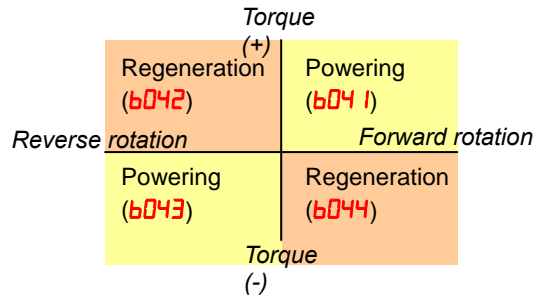 Torque
(+)
Regeneration
(b042)
Powering
(b041)
Reverse rotation
Forward rotation
Powering
(b043)
Regeneration
(b044)
Torque
(-)